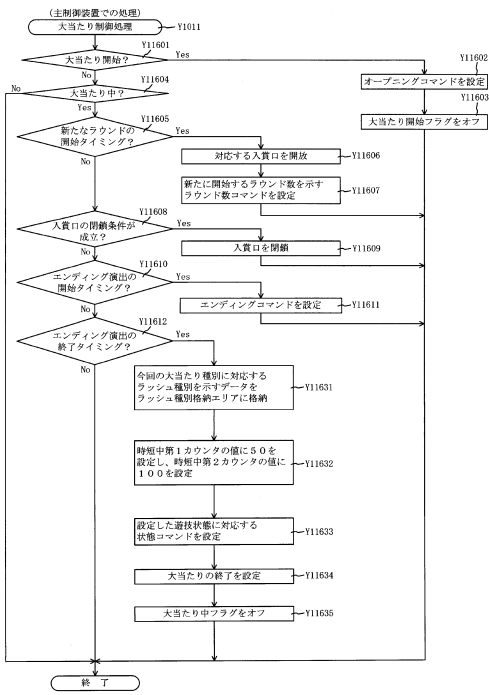 (主制御装置での処理)
大当たり制御処理
Y1011
Y11601
大当たり開始?
Yes
No
Y11602
オープニングコマンドを設定
Y11603
大当たり開始フラグをオフ
Y11604
No
大当たり中?
Yes
Y11605
新たなラウンドの
開始タイミング?
Yes
No
対応する入賞口を開放
Y11606
新たに開始するラウンド数を示す
ラウンド数コマンドを設定
Y11607
Y11608
入賞口の閉鎖条件が
成立?
Yes
No
入賞口を閉鎖
Y11609
Y11610
エンディング演出の
開始タイミング?
Yes
No
エンディングコマンドを設定
Y11611
Y11612
エンディング演出の
終了タイミング?
Yes
No
今回の大当たり種別に対応する
ラッシュ種別を示すデータを
ラッシュ種別格納エリアに格納
Y11631
時短中第1カウンタの値に50を
設定し、時短中第2カウンタの値に
100を設定
Y11632
設定した遊技状態に対応する
状態コマンドを設定
Y11633
大当たりの終了を設定
Y11634
大当たり中フラグをオフ
Y11635
終 了